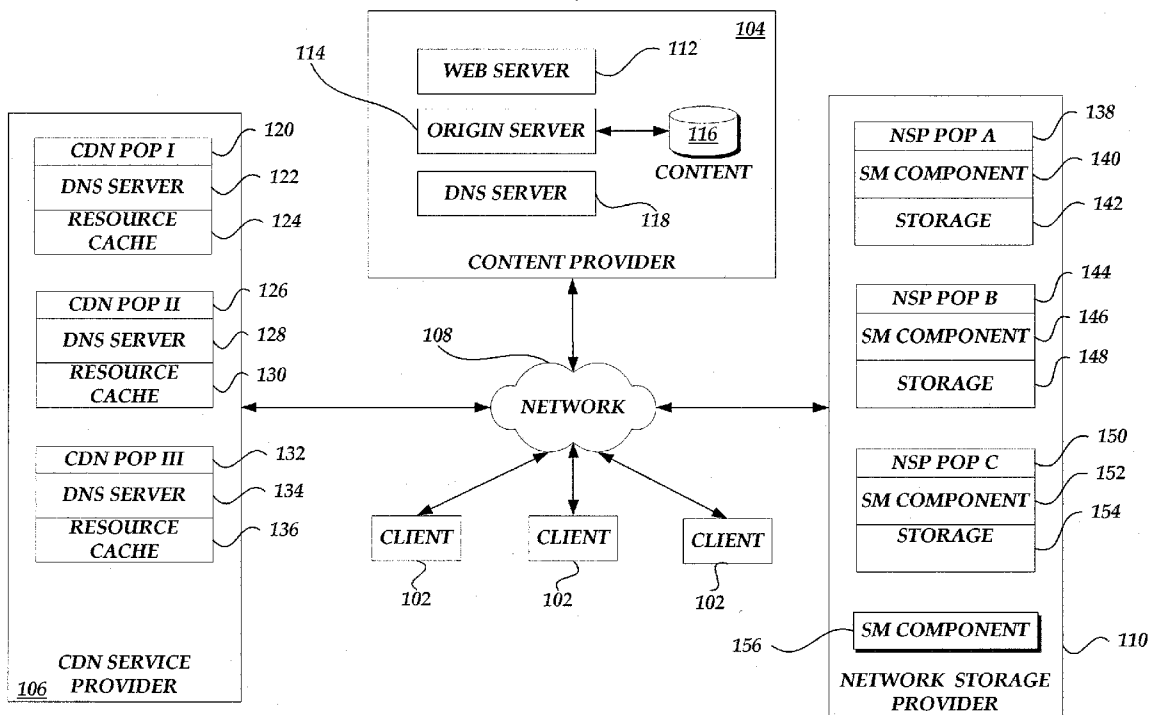 104
114
WEB SERVER
112
ORIGIN SERVER
116
CONTENT
DNS SERVER
118
CONTENT PROVIDER
CDN POP I
120
DNS SERVER
122
RESOURCE
CACHE
124
CDN POP II
126
DNS SERVER
128
RESOURCE
CACHE
130
CDN POP III
132
DNS SERVER
134
RESOURCE
CACHE
136
CDN SERVICE
PROVIDER
106
108
NETWORK
CLIENT
CLIENT
CLIENT
102
102
102
NSP POP A
138
SM COMPONENT
140
STORAGE
142
NSP POP B
144
SM COMPONENT
146
STORAGE
148
NSP POP C
150
SM COMPONENT
152
STORAGE
154
SM COMPONENT
156
110
NETWORK STORAGE
PROVIDER